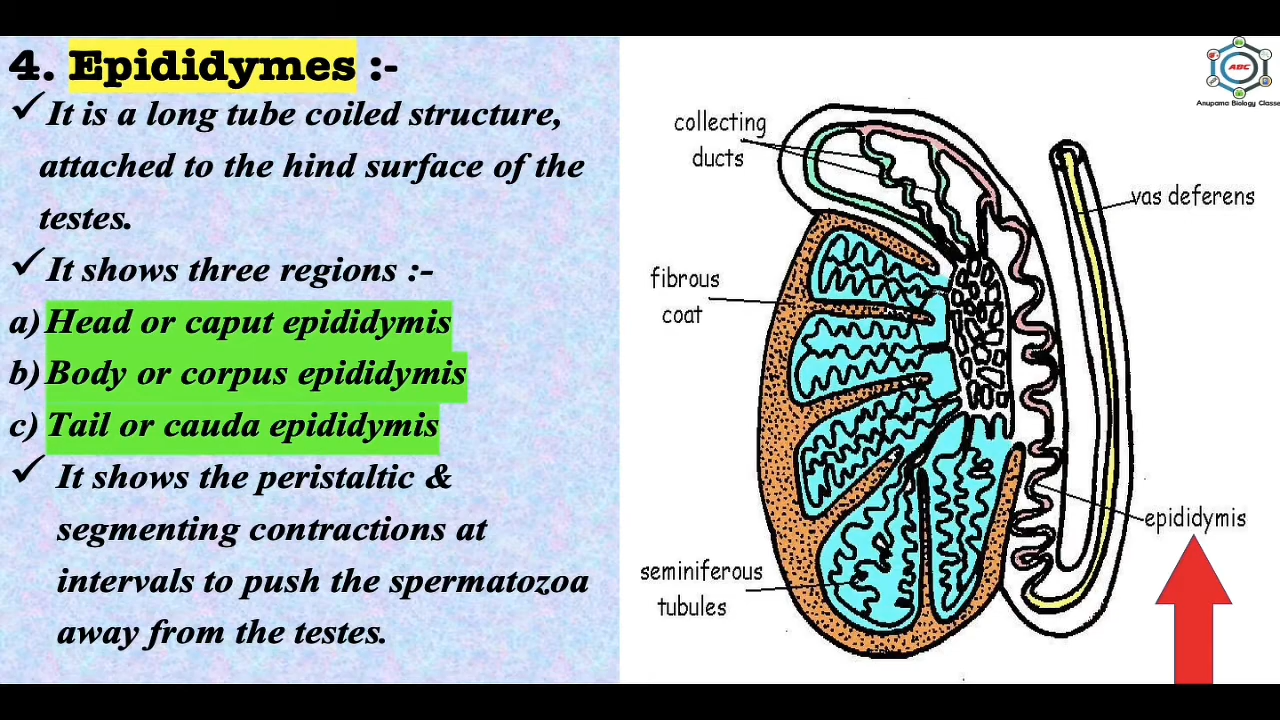 4. Epididymes :-
✓ It is a long tube coiled structure,
attached to the hind surface of the
testes.
✓ It shows three regions :-
a) Head or caput epididymis
b) Body or corpus epididymis
c) Tail or cauda epididymis
✓ It shows the peristaltic &
segmenting contractions at
intervals to push the spermatozoa
away from the testes.
collecting
ducts
vas deferens
fibrous
coat
epididymis
seminiferous
tubules
ABC
Anupama Biology Classe